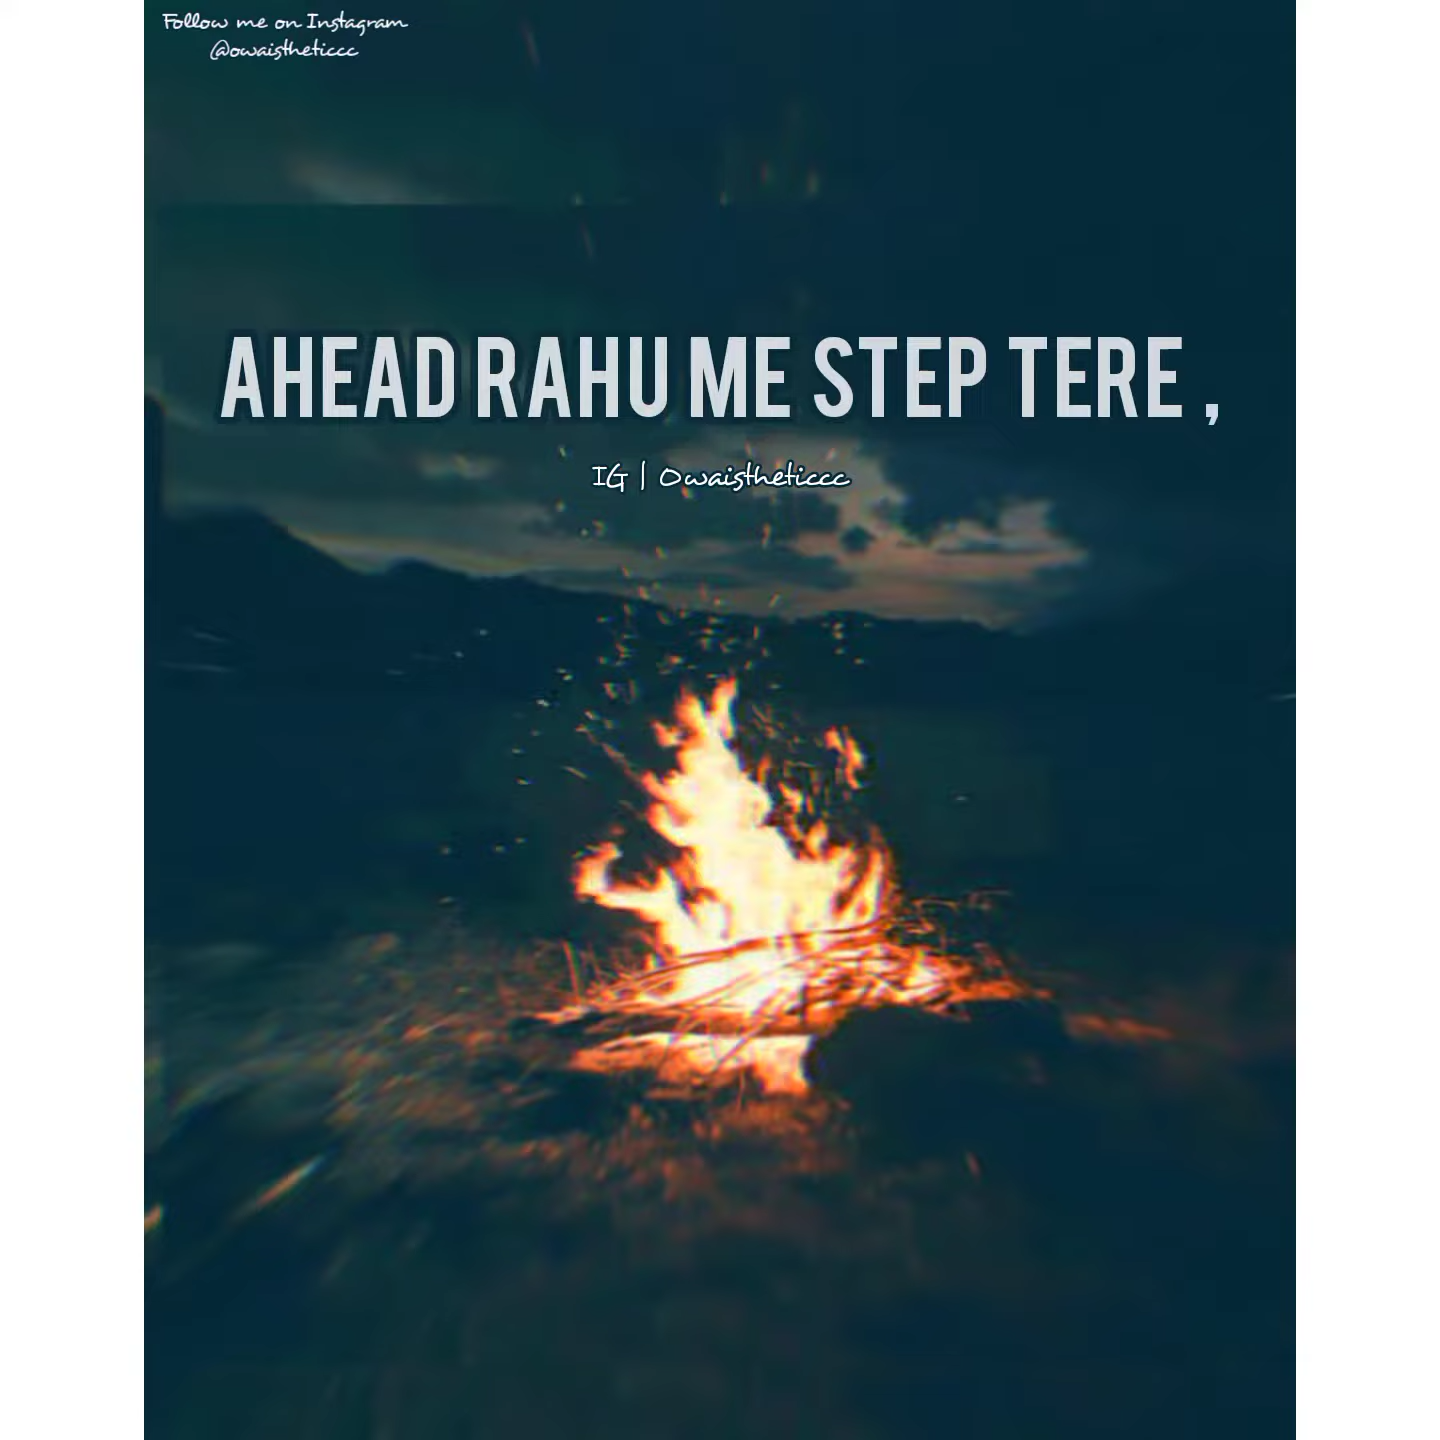 Follow me on Instagram
@owaistheticcc
AHEAD RAHU ME STEP TERE ,
IG | Owaistheticcc